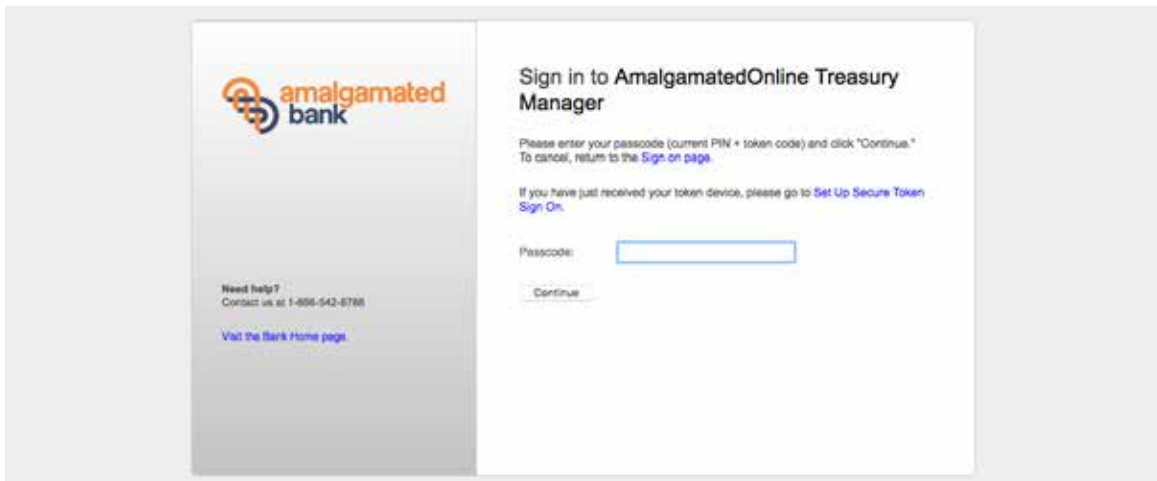 amalgamated
bank
Need help?
Contact us at 1-866-542-8788
Visit the Bank Home page.
Sign in to AmalgamatedOnline Treasury
Manager
Please enter your passcode (current PIN + token code) and click "Continue."
To cancel, return to the Sign on page.
If you have just received your token device, please go to Set Up Secure Token
Sign On.
Passcode:
Continue